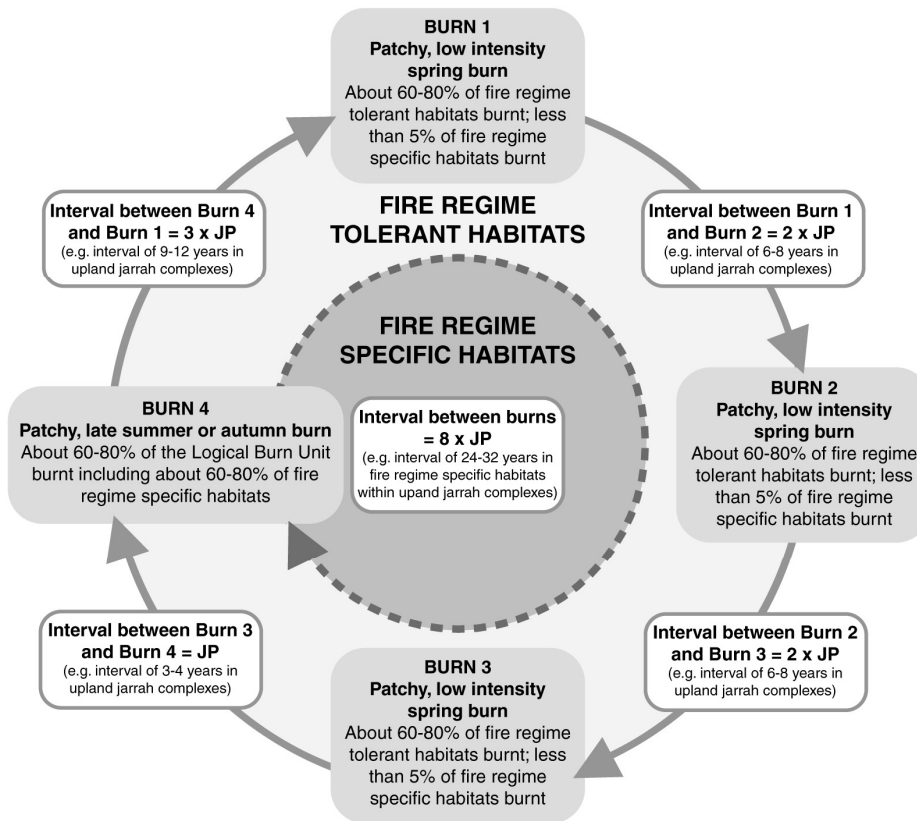 BURN 1
Patchy, low intensity
spring burn
About 60-80% of fire regime
tolerant habitats burnt; less
than 5% of fire regime
specific habitats burnt
Interval between Burn 4
and Burn 1 = 3 x JP
(e.g. interval of 9-12 years in
upland jarrah complexes)
FIRE REGIME
TOLERANT HABITATS
Interval between Burn 1
and Burn 2 = 2 x JP
(e.g. interval of 6-8 years in
upland jarrah complexes)
FIRE REGIME
SPECIFIC HABITATS
BURN 4
Patchy, late summer or autumn burn
About 60-80% of the Logical Burn Unit
burnt including about 60-80% of fire
regime specific habitats
Interval between burns
= 8 x JP
(e.g. interval of 24-32 years in
fire regime specific habitats
within upand jarrah complexes)
BURN 2
Patchy, low intensity
spring burn
About 60-80% of fire regime
tolerant habitats burnt; less
than 5% of fire regime
specific habitats burnt
Interval between Burn 3
and Burn 4 = JP
(e.g. interval of 3-4 years in
upland jarrah complexes)
BURN 3
Patchy, low intensity
spring burn
About 60-80% of fire regime
tolerant habitats burnt; less
than 5% of fire regime
specific habitats burnt
Interval between Burn 2
and Burn 3 = 2 x JP
(e.g. interval of 6-8 years in
upland jarrah complexes)